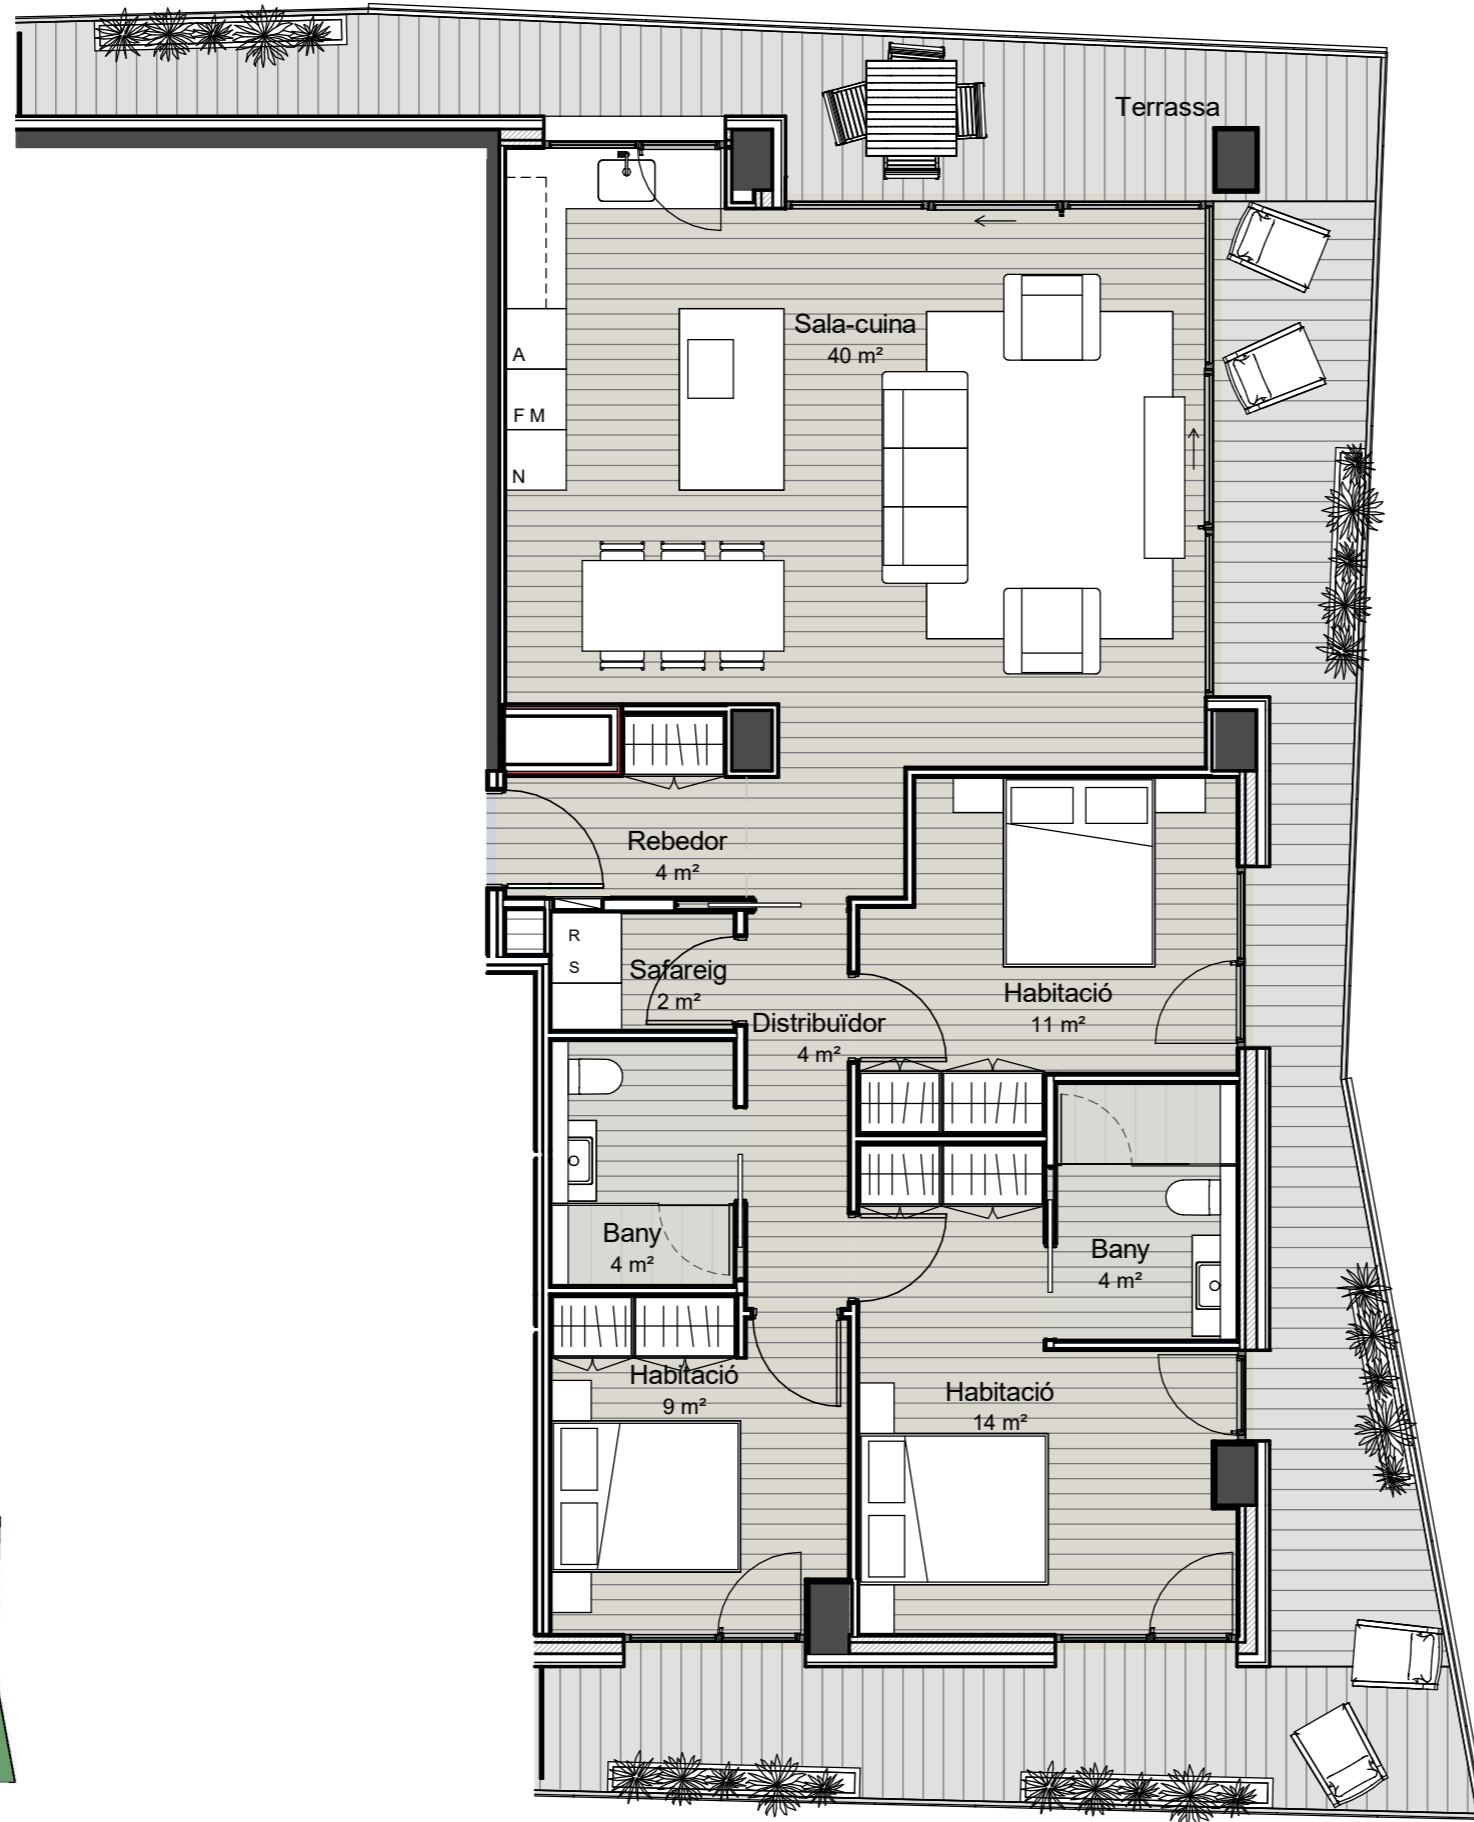 Terrassa
Sala-cuina
40 m²
A
F M
N
Rebedor
4 m²
R
S
Safareig
2 m²
Distribuïdor
4 m²
Habitació
11 m²
Bany
4 m²
Bany
4 m²
Habitació
9 m²
Habitació
14 m²